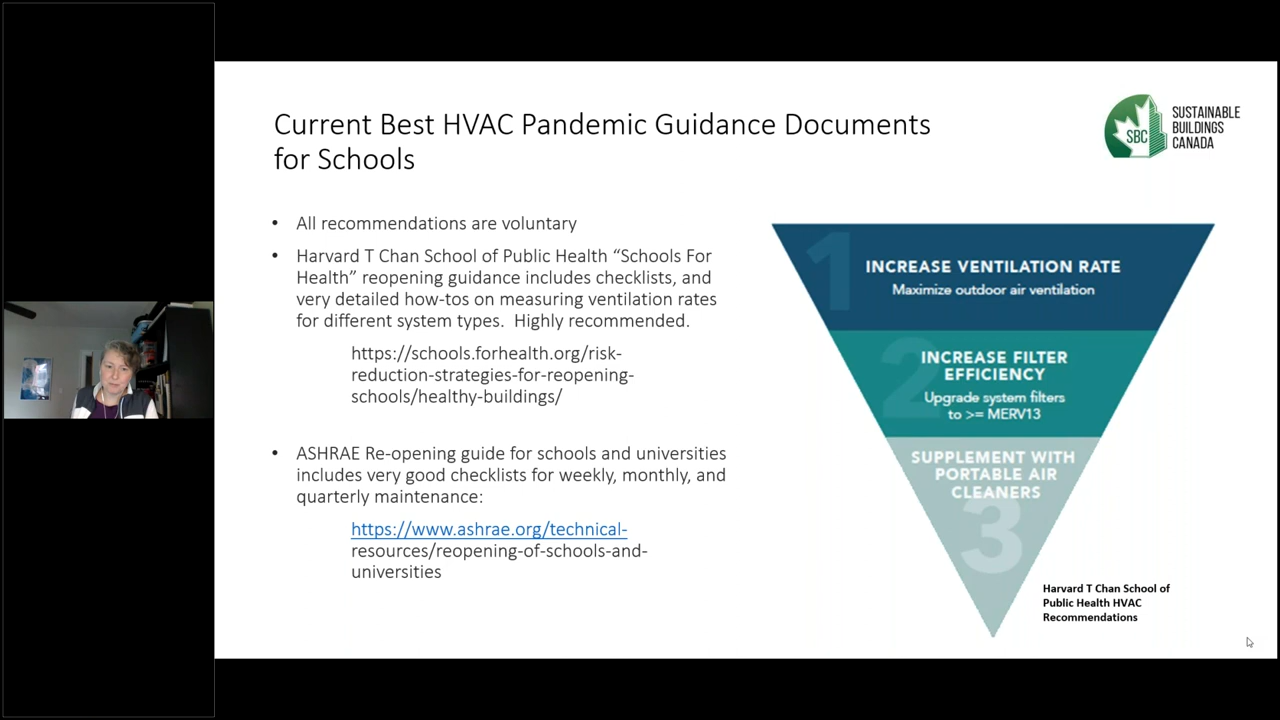 Current Best HVAC Pandemic Guidance Documents
for Schools
SBC
SUSTAINABLE
BUILDINGS
CANADA
• All recommendations are voluntary
• Harvard T Chan School of Public Health “Schools For
Health” reopening guidance includes checklists, and
very detailed how-tos on measuring ventilation rates
for different system types.  Highly recommended.
https://schools.forhealth.org/risk-
reduction-strategies-for-reopening-
schools/healthy-buildings/
• ASHRAE Re-opening guide for schools and universities
includes very good checklists for weekly, monthly, and
quarterly maintenance:
https://www.ashrae.org/technical-
resources/reopening-of-schools-and-
universities
1
INCREASE VENTILATION RATE
Maximize outdoor air ventilation
2
INCREASE FILTER
EFFICIENCY
Upgrade system filters
to >= MERV13
SUPPLEMENT WITH
PORTABLE AIR
CLEANERS
3
Harvard T Chan School of
Public Health HVAC
Recommendations